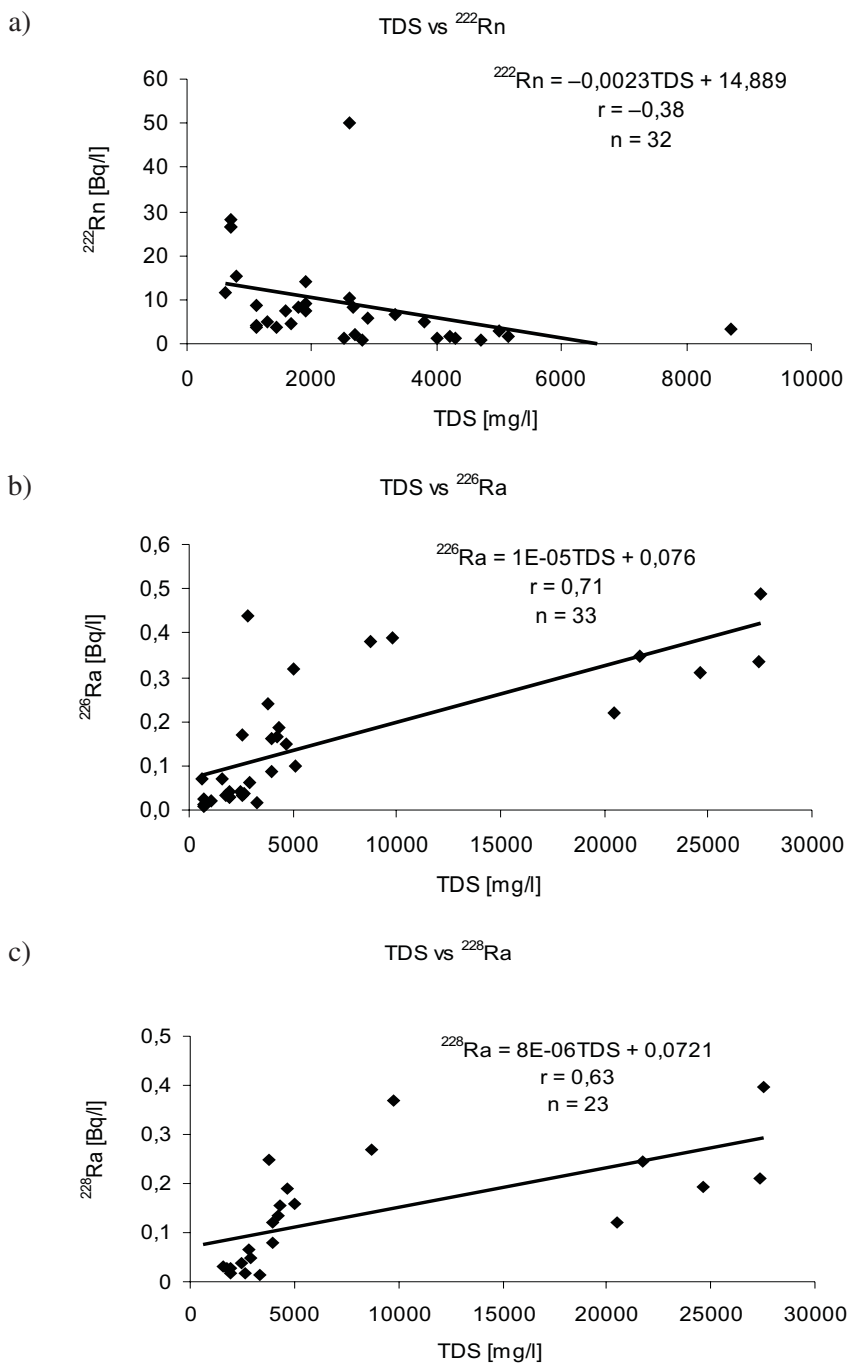 a)
TDS vs ²²²Rn
²²²Rn = –0,0023TDS + 14,889
r = –0,38
n = 32
²²²Rn [Bq/l]
60
50
40
30
20
10
0
0 2000 4000 6000 8000 10000
TDS [mg/l]
b)
TDS vs ²²⁶Ra
²²⁶Ra = 1E-05TDS + 0,076
r = 0,71
n = 33
²²⁶Ra [Bq/l]
0,6
0,5
0,4
0,3
0,2
0,1
0,0
0 5000 10000 15000 20000 25000 30000
TDS [mg/l]
c)
TDS vs ²²⁸Ra
²²⁸Ra = 8E-06TDS + 0,0721
r = 0,63
n = 23
²²⁸Ra [Bq/l]
0,5
0,4
0,3
0,2
0,1
0
0 5000 10000 15000 20000 25000 30000
TDS [mg/l]